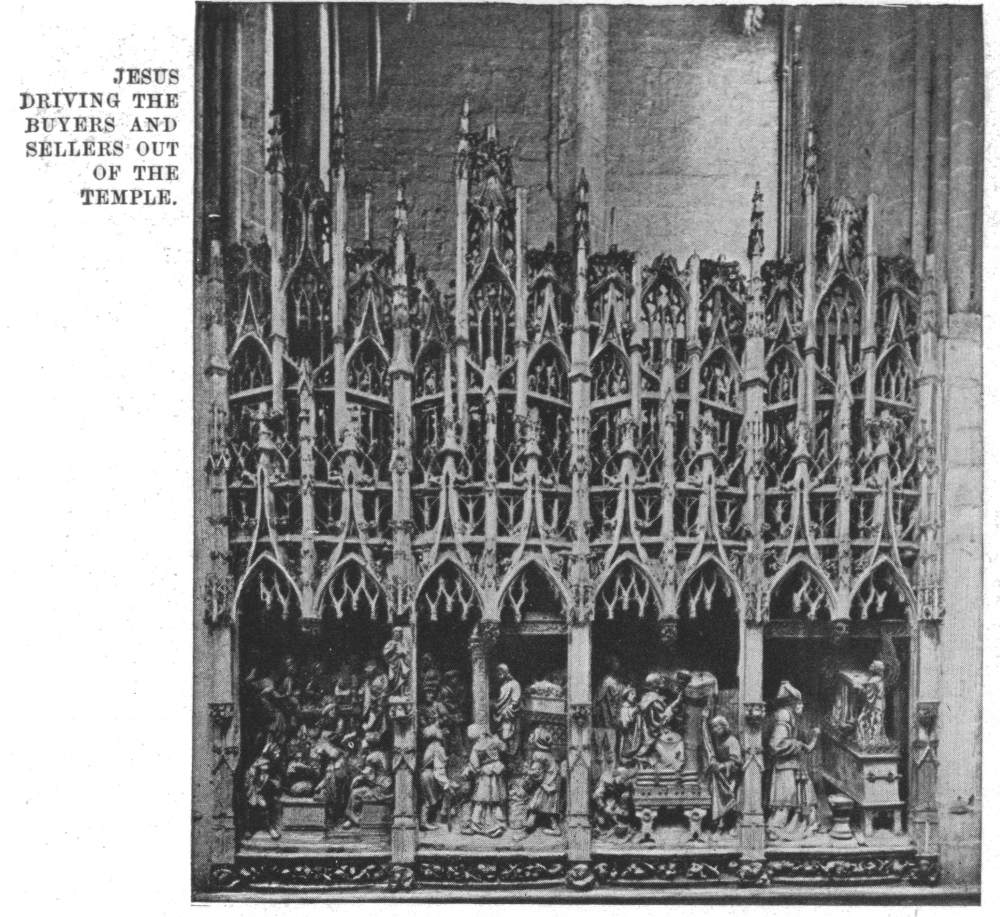 JESUS
DRIVING THE
BUYERS AND
SELLERS OUT
OF THE
TEMPLE.